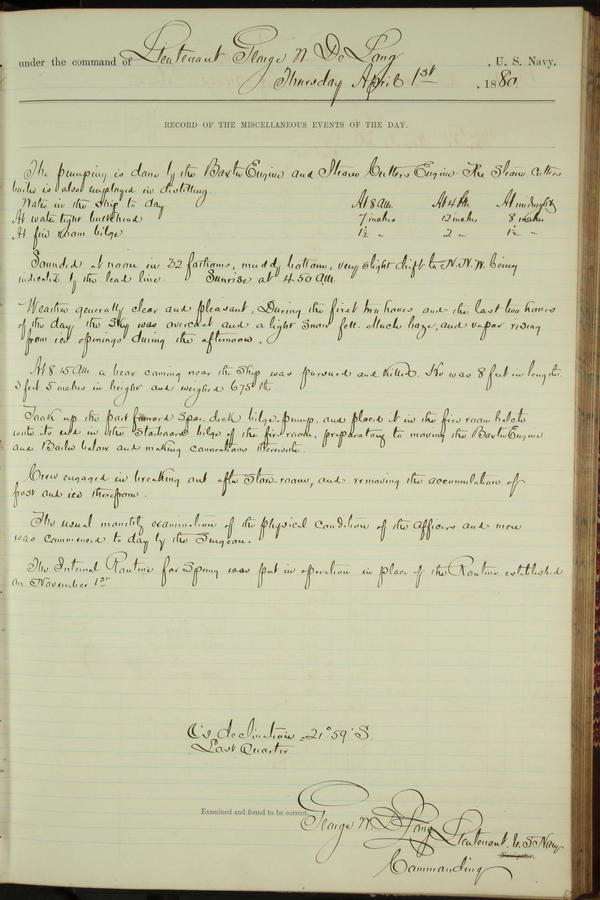 under the command of Lieutenant George W. De Long, U. S. Navy,
Thursday April 1st, 1880.
RECORD OF THE MISCELLANEOUS EVENTS OF THE DAY.
The pumping is done by the Baxter Engine and Steam Cutters Engine. The Steam Cutters
boiler is also employed in distilling.
Water in the Ship to day At 8 AM. At 4 PM. At midnight
At water tight bulkhead 7 inches 12 inches 8 inches
At fire room bilge 1½ " 2 " 1½ "
Sounded at noon in 32 fathoms, muddy bottom, very slight drift to N.N.W. being
indicated by the lead line. Sunrise at 4.50 AM.
Weather generally clear and pleasant. During the first two hours and the last two hours
of the day the sky was overcast and a light snow fell. Much haze, and vapor rising
from ice openings during the afternoon.
At 8.15 AM a bear coming near the Ship was pursued and killed. He was 8 feet in length
3 feet 5 inches in height and weighed 675 lbs
Took up the port forward Spar deck bilge pump, and placed it in the fire room
in the Starboard bilge of the fire room, preparatory to moving the Baxter Engine
and Boiler below and making connections therewith.
Crew engaged in breaking out after Store rooms, and removing the accumulation of
frost and ice therefrom.
The usual monthly examination of the physical condition of the officers and men
was commenced to day by the Surgeon.
The Internal Routine for Spring was put in operation in place of the Routine established
on November 1st
☾'s declination - 21° 59' S.
Last Quarter
Examined and found to be correct.
George W. De Long Lieutenant U.S Navy
Navigator.
Commanding